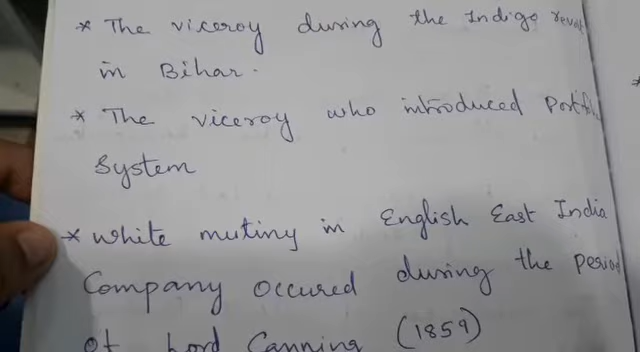 * The viceroy during the Indigo
in Bihar.
* The viceroy who introduced
System
* White mutiny in English East India
Company occured during the period
of Lord Canning (1859)